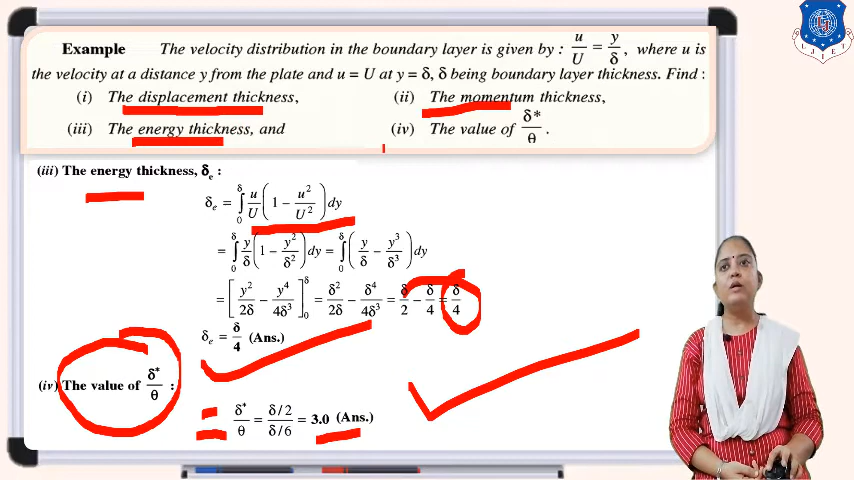 Example The velocity distribution in the boundary layer is given by : u/U = y/δ, where u is
the velocity at a distance y from the plate and u = U at y = δ, δ being boundary layer thickness. Find :
(i) The displacement thickness, (ii) The momentum thickness,
(iii) The energy thickness, and (iv) The value of δ*/θ .
(iii) The energy thickness, δₑ :
δₑ = ∫₀^δ u/U (1 − u²/U²) dy
= ∫₀^δ y/δ (1 − y²/δ²) dy = ∫₀^δ (y/δ − y³/δ³) dy
= [y²/2δ − y⁴/4δ³]₀^δ = δ²/2δ − δ⁴/4δ³ = δ/2 − δ/4 = δ/4
δₑ = δ/4 (Ans.)
(iv) The value of δ*/θ :
δ*/θ = δ/2 / δ/6 = 3.0 (Ans.)
UJIET